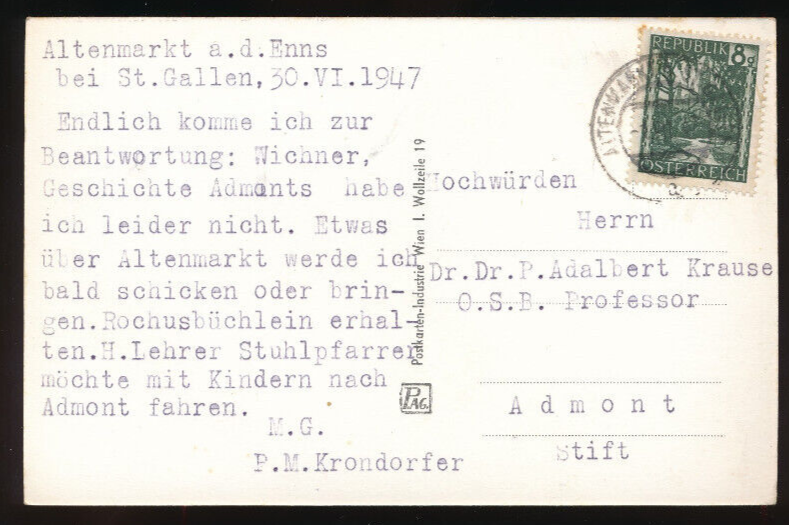 Altenmarkt a.d.Enns
bei St.Gallen,30.VI.1947
Endlich komme ich zur
Beantwortung: Wichner,
Geschichte Admonts habe
ich leider nicht. Etwas
über Altenmarkt werde ich
bald schicken oder brin-
gen.Rochusbüchlein erhal-
ten.H.Lehrer Stuhlpfarrer
möchte mit Kindern nach
Admont fahren.
M.G.
P.M.Krondorfer
Postkarten-Industrie Wien I. Wollzeile 19
PAG.
REPUBLIK 8g
ÖSTERREICH
Hochwürden
Herrn
Dr.Dr.P.Adalbert Krause
O.S.B. Professor
Admont
Stift